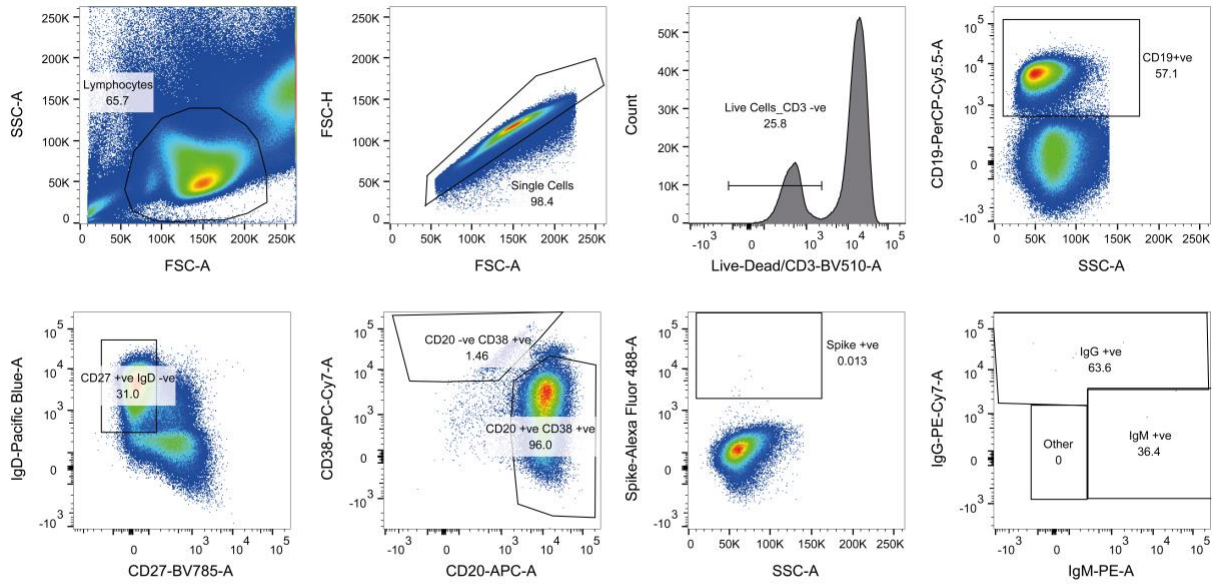 SSC-A
250K
200K
150K
100K
50K
0
Lymphocytes
65.7
0 50K 100K 150K 200K 250K
FSC-A
FSC-H
250K
200K
150K
100K
50K
0
Single Cells
98.4
0 50K 100K 150K 200K 250K
FSC-A
Count
50K
40K
30K
20K
10K
0
Live Cells_CD3 -ve
25.8
-10³ 0 10³ 10⁴ 10⁵
Live-Dead/CD3-BV510-A
CD19-PerCP-Cy5.5-A
10⁵
10⁴
10³
0
-10³
CD19+ve
57.1
0 50K 100K 150K 200K 250K
SSC-A
IgD-Pacific Blue-A
10⁵
10⁴
10³
0
-10³
CD27 +ve IgD -ve
31.0
0 10³ 10⁴ 10⁵
CD27-BV785-A
CD38-APC-Cy7-A
10⁵
10⁴
10³
0
-10³
CD20 -ve CD38 +ve
1.46
CD20 +ve CD38 +ve
96.0
-10³ 0 10³ 10⁴ 10⁵
CD20-APC-A
Spike-Alexa Fluor 488-A
10⁵
10⁴
10³
0
-10³
Spike +ve
0.013
0 50K 100K 150K 200K 250K
SSC-A
IgG-PE-Cy7-A
10⁵
10⁴
10³
0
-10³
IgG +ve
63.6
Other
0
IgM +ve
36.4
-10³ 0 10³ 10⁴ 10⁵
IgM-PE-A